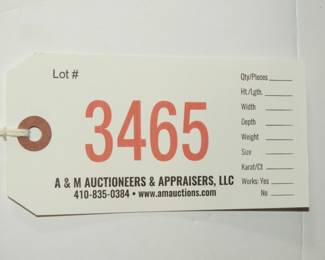 Lot #
3465
A & M AUCTIONEERS & APPRAISERS, LLC
410-835-0384 • www.amauctions.com
Qty/Pieces
Ht./Lgth.
Width
Depth
Weight
Size
Karat/Ct
Works: Yes
No